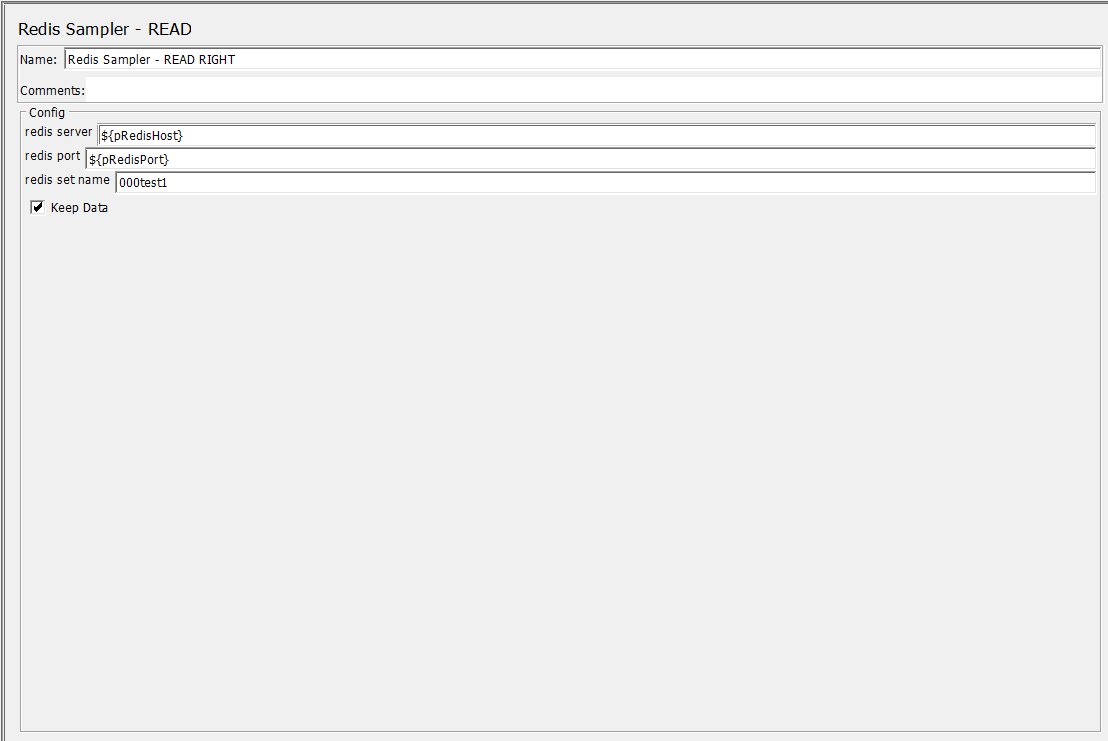 Redis Sampler - READ
Name: Redis Sampler - READ RIGHT
Comments:
Config
redis server ${pRedisHost}
redis port ${pRedisPort}
redis set name 000test1
Keep Data